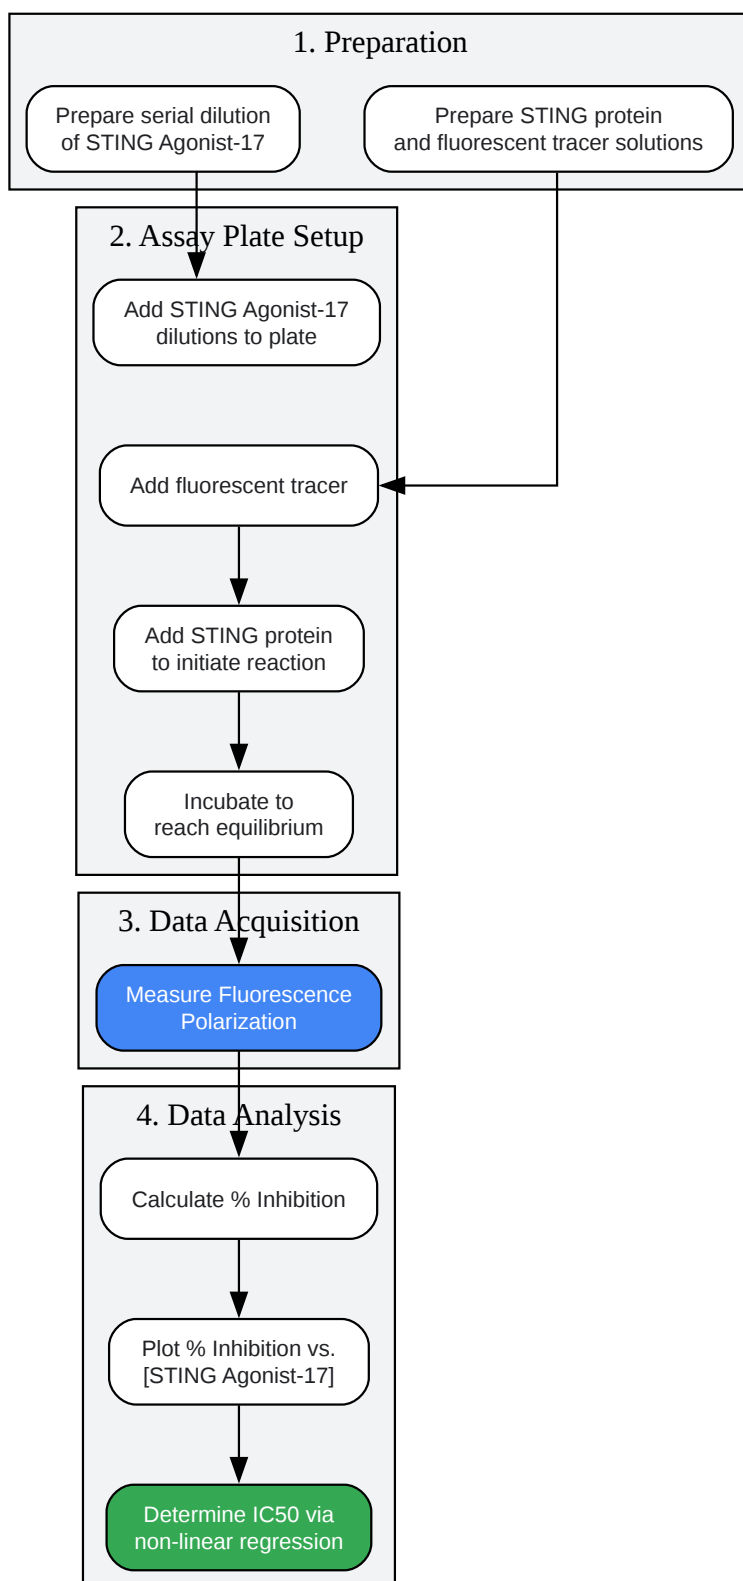 1. Preparation
Prepare serial dilution
of STING Agonist-17
Prepare STING protein
and fluorescent tracer solutions
2. Assay Plate Setup
Add STING Agonist-17
dilutions to plate
Add fluorescent tracer
Add STING protein
to initiate reaction
Incubate to
reach equilibrium
3. Data Acquisition
Measure Fluorescence
Polarization
4. Data Analysis
Calculate % Inhibition
Plot % Inhibition vs.
[STING Agonist-17]
Determine IC50 via
non-linear regression